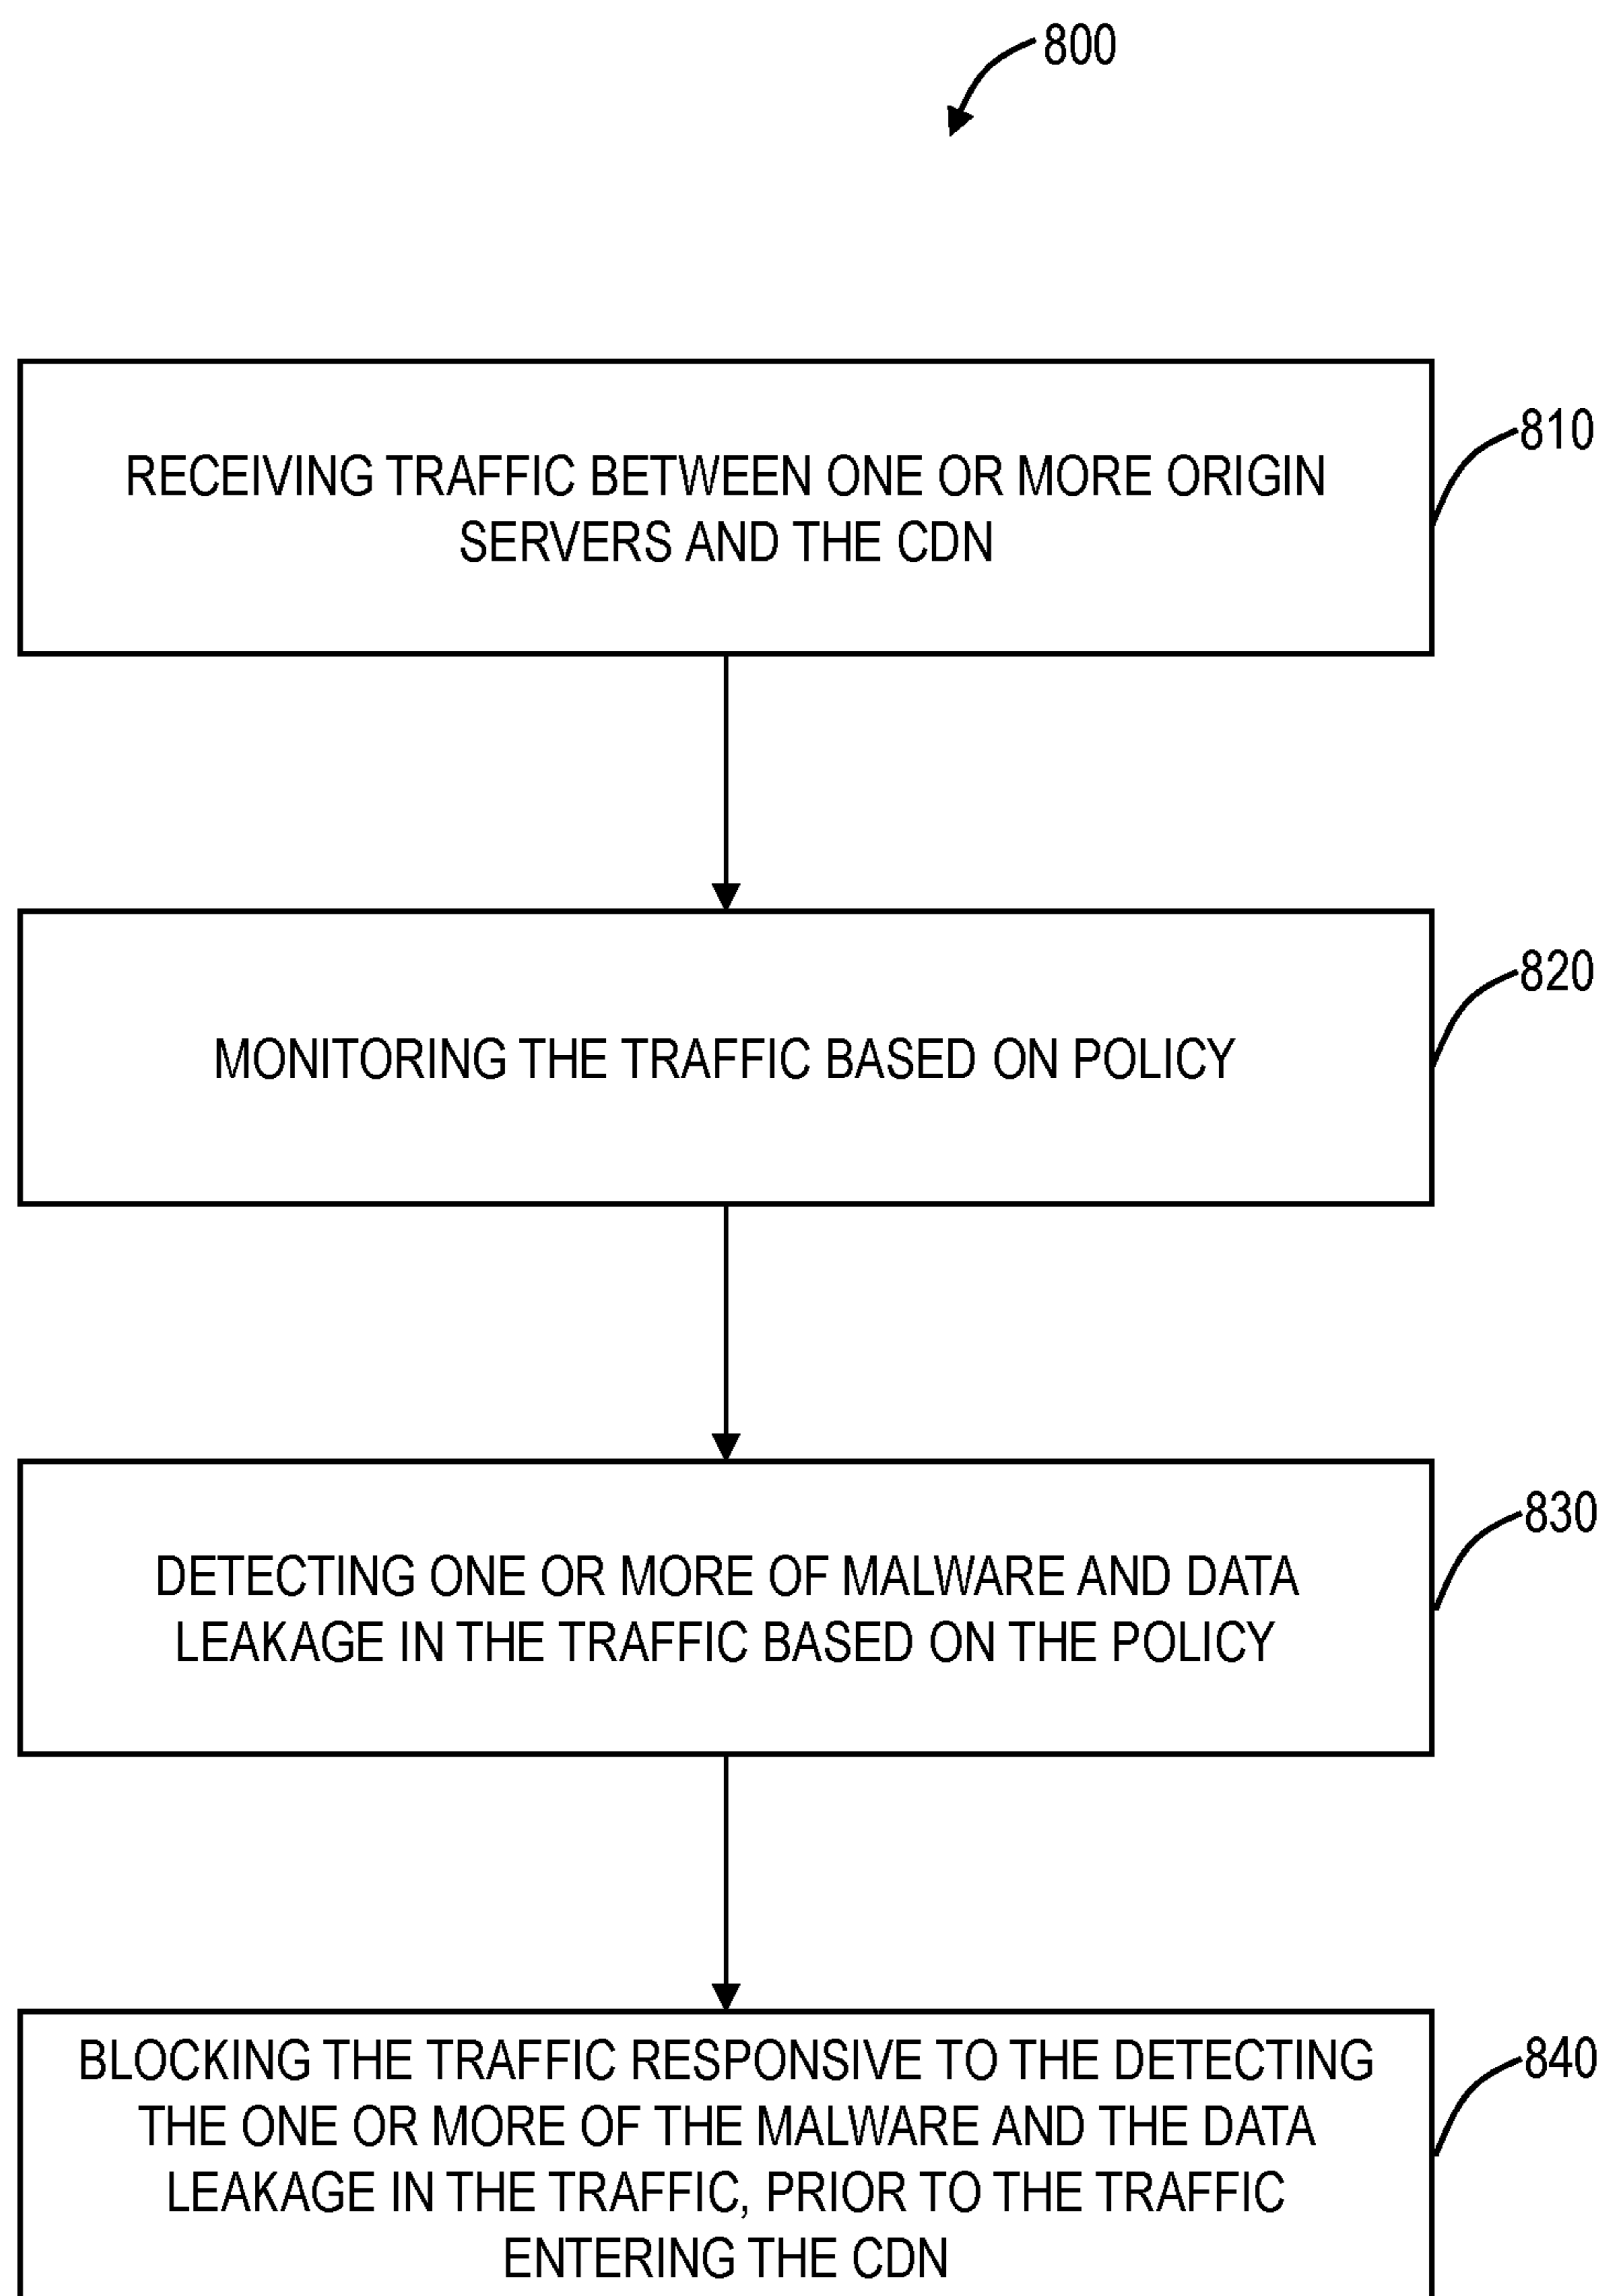 800
RECEIVING TRAFFIC BETWEEN ONE OR MORE ORIGIN
SERVERS AND THE CDN
810
MONITORING THE TRAFFIC BASED ON POLICY
820
DETECTING ONE OR MORE OF MALWARE AND DATA
LEAKAGE IN THE TRAFFIC BASED ON THE POLICY
830
BLOCKING THE TRAFFIC RESPONSIVE TO THE DETECTING
THE ONE OR MORE OF THE MALWARE AND THE DATA
LEAKAGE IN THE TRAFFIC, PRIOR TO THE TRAFFIC
ENTERING THE CDN
840